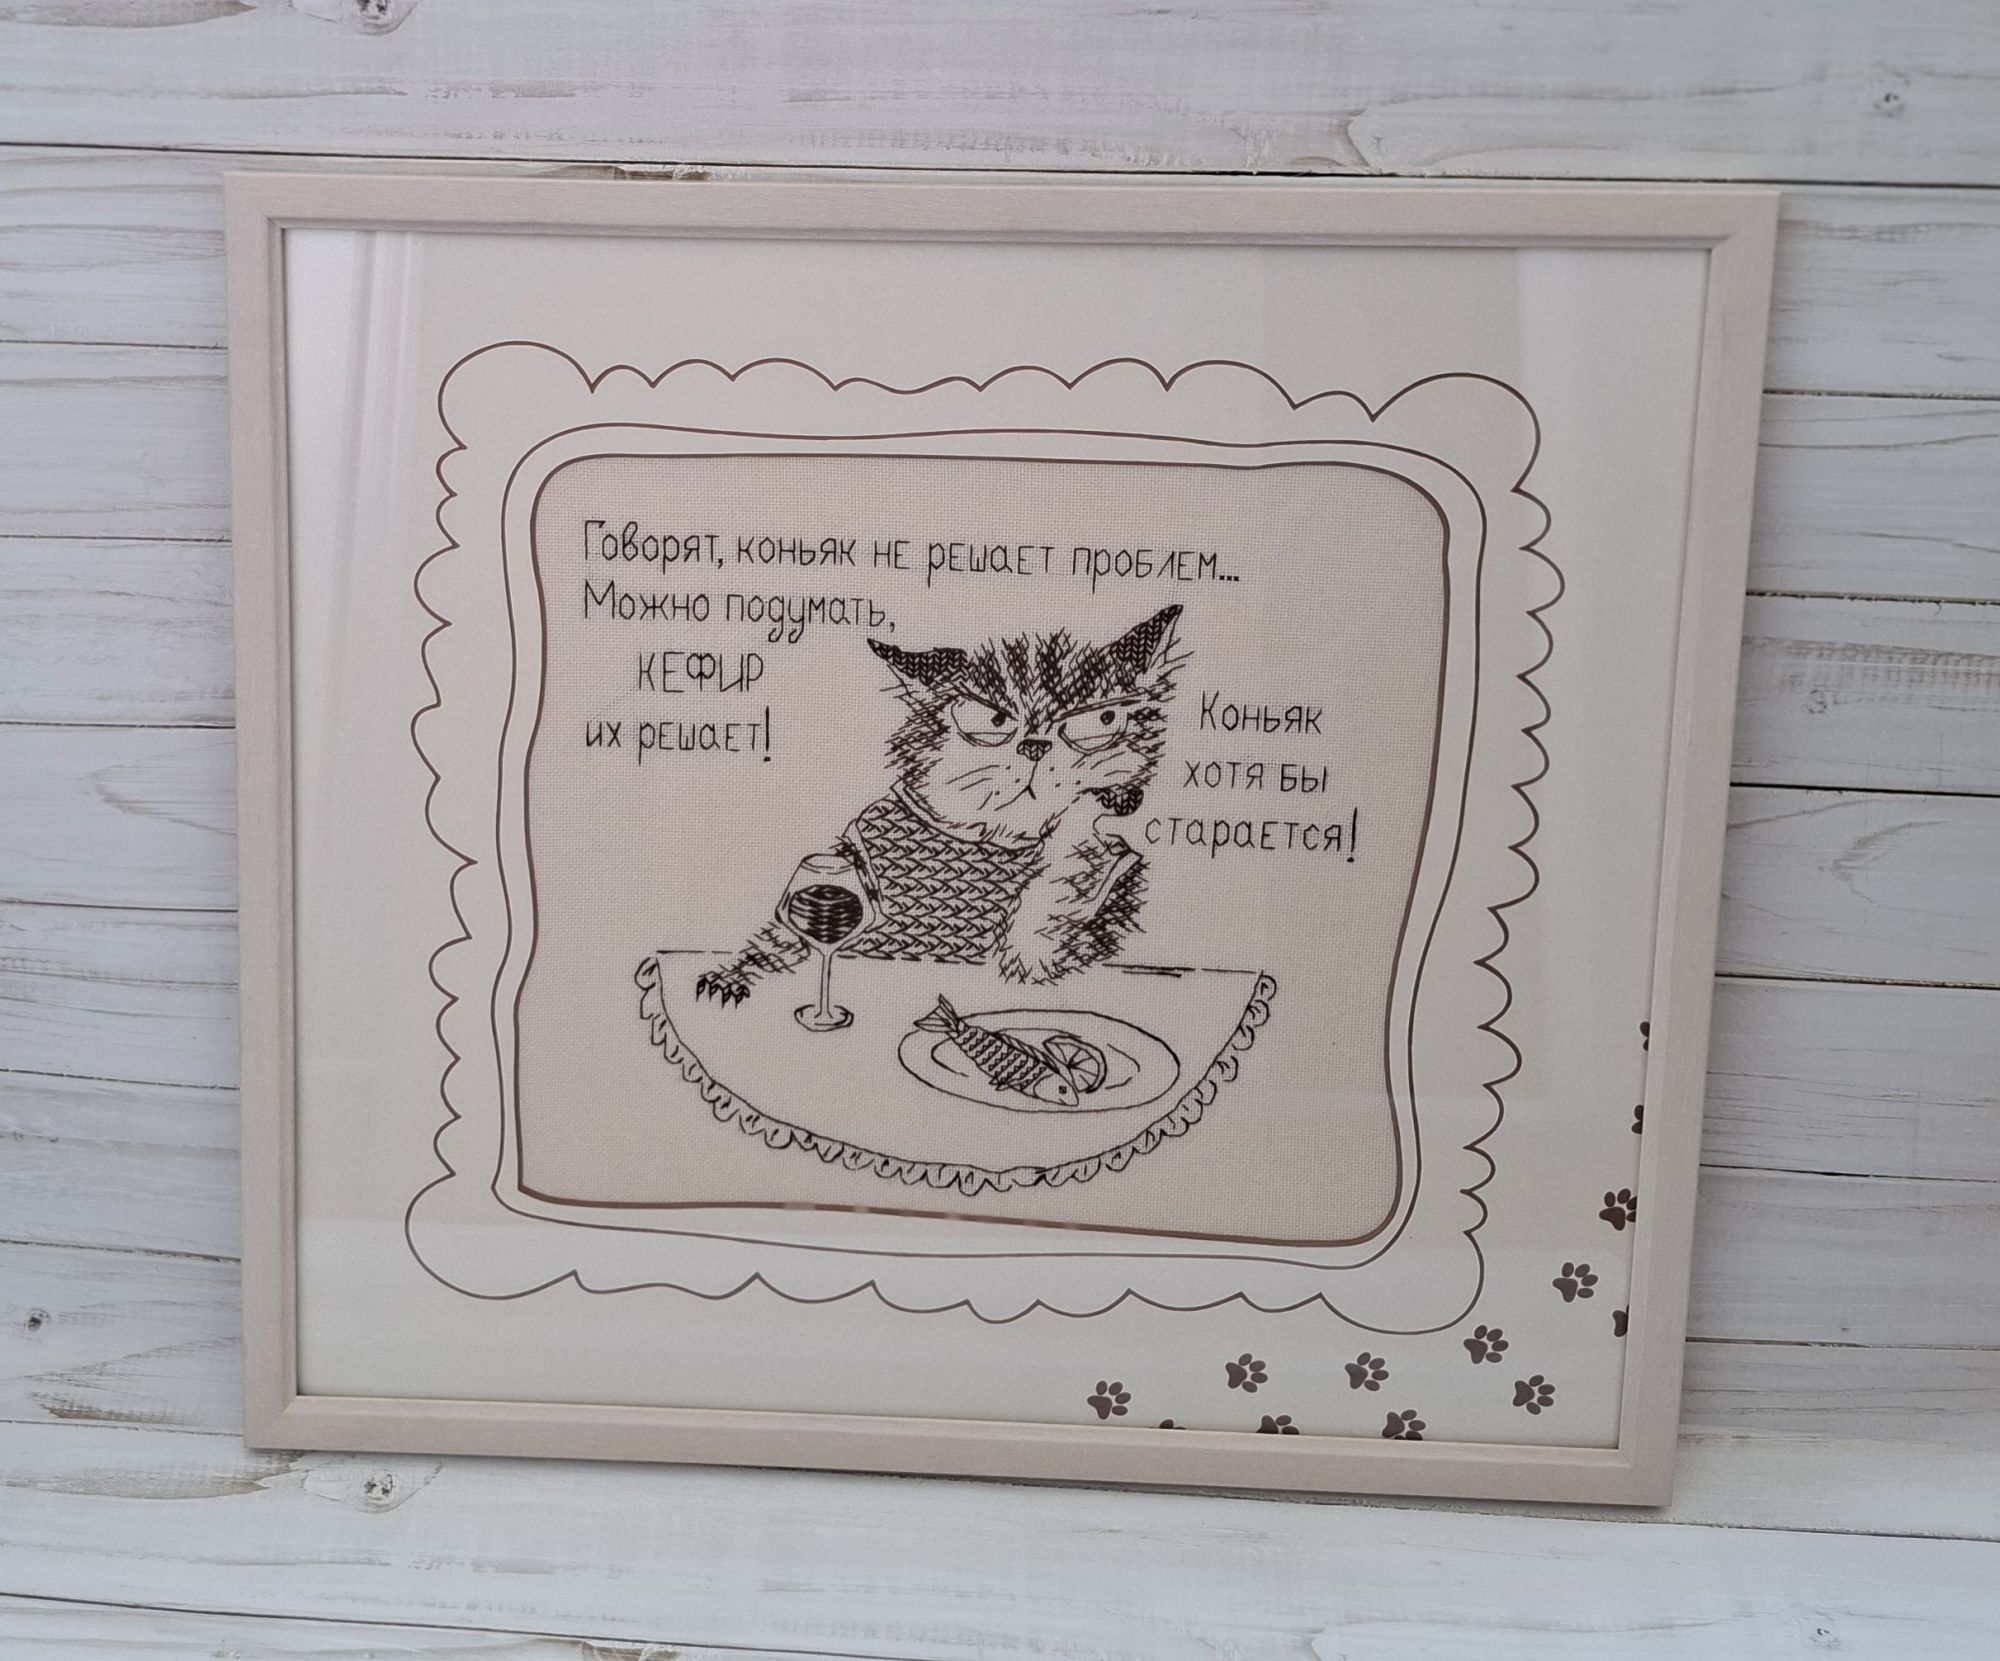 Говорят, коньяк не решает проблем...
Можно подумать,
КЕФИР
их решает!
Коньяк
хотя бы
старается!